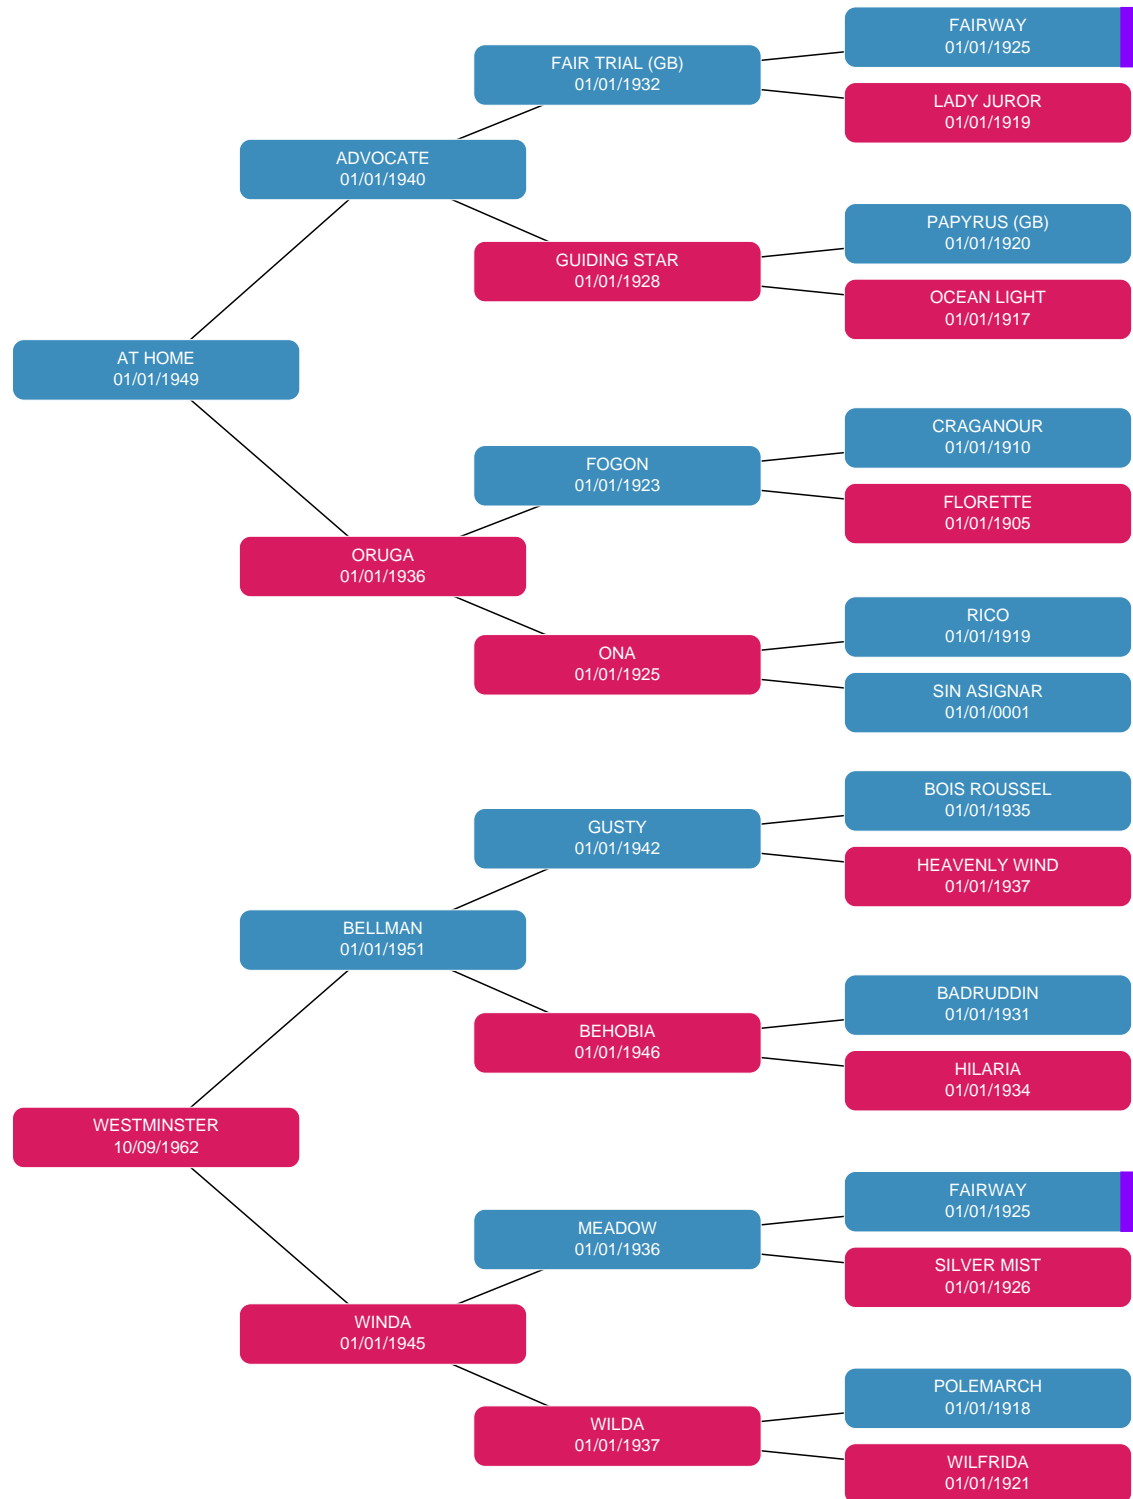 FAIRWAY
01/01/1925
FAIR TRIAL (GB)
01/01/1932
LADY JUROR
01/01/1919
ADVOCATE
01/01/1940
PAPYRUS (GB)
01/01/1920
GUIDING STAR
01/01/1928
OCEAN LIGHT
01/01/1917
AT HOME
01/01/1949
CRAGANOUR
01/01/1910
FOGON
01/01/1923
FLORETTE
01/01/1905
ORUGA
01/01/1936
RICO
01/01/1919
ONA
01/01/1925
SIN ASIGNAR
01/01/0001
BOIS ROUSSEL
01/01/1935
GUSTY
01/01/1942
HEAVENLY WIND
01/01/1937
BELLMAN
01/01/1951
BADRUDDIN
01/01/1931
BEHOBIA
01/01/1946
HILARIA
01/01/1934
WESTMINSTER
10/09/1962
FAIRWAY
01/01/1925
MEADOW
01/01/1936
SILVER MIST
01/01/1926
WINDA
01/01/1945
POLEMARCH
01/01/1918
WILDA
01/01/1937
WILFRIDA
01/01/1921